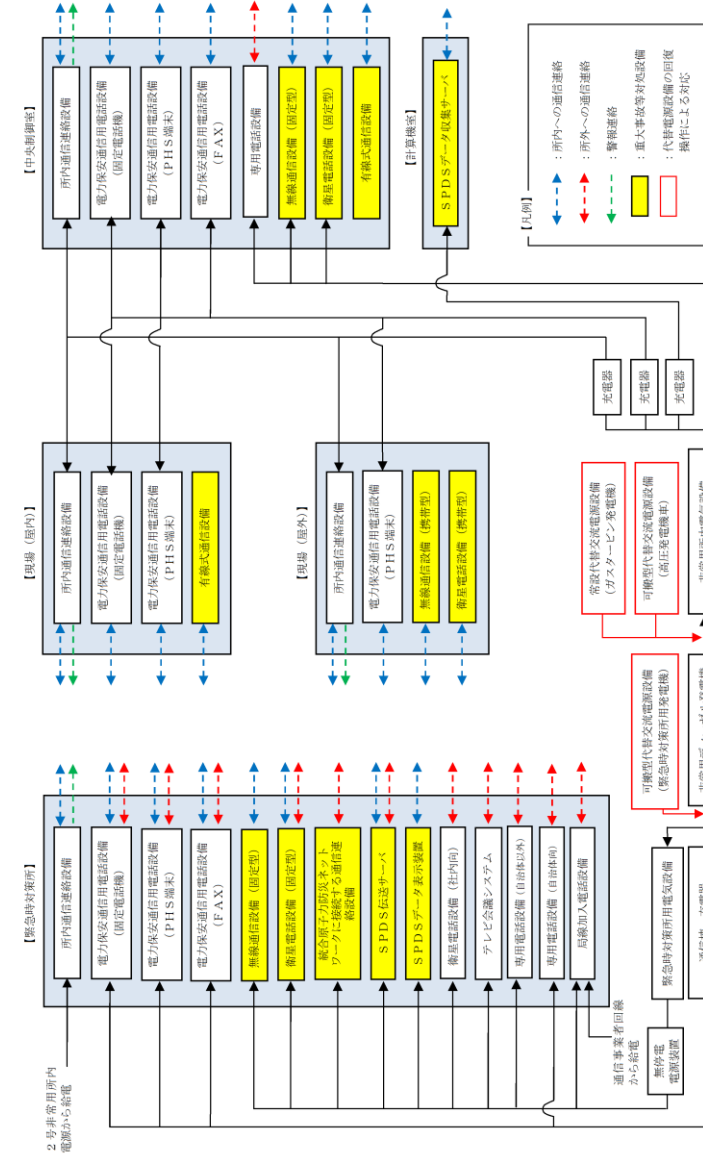 【緊急時対策所】
2号非常用所内
電源から給電
所内通信連絡設備
電力保安通信用電話設備
（固定電話機）
電力保安通信用電話設備
（ＰＨＳ端末）
電力保安通信用電話設備
（ＦＡＸ）
無線通信設備（固定型）
衛星電話設備（固定型）
統合原子力防災ネット
ワークに接続する通信連
絡設備
ＳＰＤＳ伝送サーバ
ＳＰＤＳデータ表示装置
衛星電話設備（社内向）
テレビ会議システム
専用電話設備（自治体以外）
専用電話設備（自治体向）
局線加入電話設備
通信事業者回線
から給電
無停電
電源装置
緊急時対策所用電気設備
【現場（屋内）】
所内通信連絡設備
電力保安通信用電話設備
（固定電話機）
電力保安通信用電話設備
（ＰＨＳ端末）
有線式通信設備
【現場（屋外）】
所内通信連絡設備
電力保安通信用電話設備
（ＰＨＳ端末）
無線通信設備（携帯型）
衛星電話設備（携帯型）
可搬型代替交流電源設備
（緊急時対策所用発電機）
常設代替交流電源設備
（ガスタービン発電機）
可搬型代替交流電源設備
（高圧発電機車）
【中央制御室】
所内通信連絡設備
電力保安通信用電話設備
（固定電話機）
電力保安通信用電話設備
（ＰＨＳ端末）
電力保安通信用電話設備
（ＦＡＸ）
専用電話設備
無線通信設備（固定型）
衛星電話設備（固定型）
有線式通信設備
【計算機室】
ＳＰＤＳデータ収集サーバ
充電器
充電器
充電器
【凡例】
：所内への通信連絡
：所外への通信連絡
：警報連絡
：重大事故等対処設備
：代替電源設備の回復
操作による対応